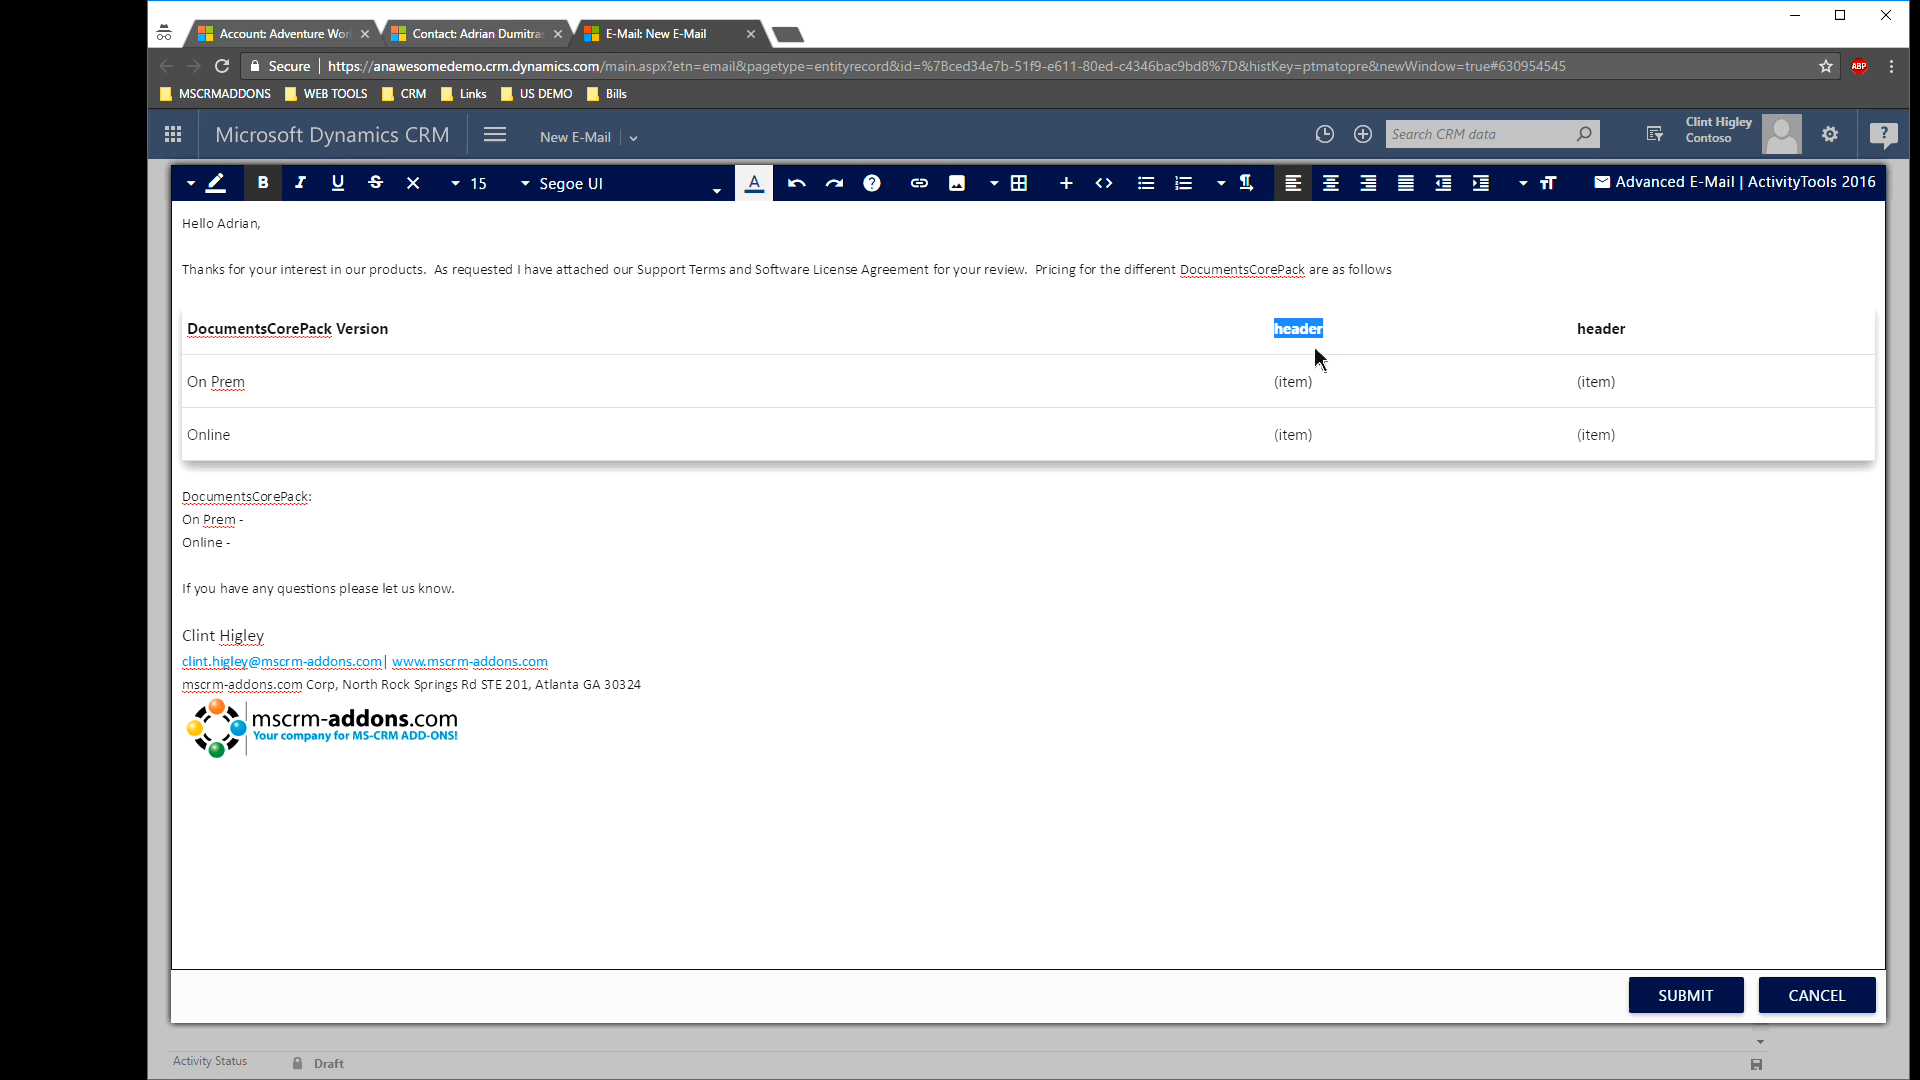 Account: Adventure Wor
Contact: Adrian Dumitra
E-Mail: New E-Mail
Secure
https://anawesomedemo.crm.dynamics.com/main.aspx?etn=email&pagetype=entityrecord&id=%7Bced34e7b-51f9-e611-80ed-c4346bac9bd8%7D&histKey=ptmatopre&newWindow=true#630954545
ABP
MSCRMADDONS WEB TOOLS CRM Links US DEMO Bills
Microsoft Dynamics CRM
New E-Mail
Search CRM data
Clint Higley
Contoso
?
B I U S 15 Segoe UI A ? Advanced E-Mail | ActivityTools 2016
Hello Adrian,
Thanks for your interest in our products. As requested I have attached our Support Terms and Software License Agreement for your review. Pricing for the different DocumentsCorePack are as follows
DocumentsCorePack Version header header
On Prem (item) (item)
Online (item) (item)
DocumentsCorePack:
On Prem -
Online -
If you have any questions please let us know.
Clint Higley
clint.higley@mscrm-addons.com| www.mscrm-addons.com
mscrm-addons.com Corp, North Rock Springs Rd STE 201, Atlanta GA 30324
mscrm-addons.com
Your company for MS-CRM ADD-ONS!
SUBMIT CANCEL
Activity Status Draft